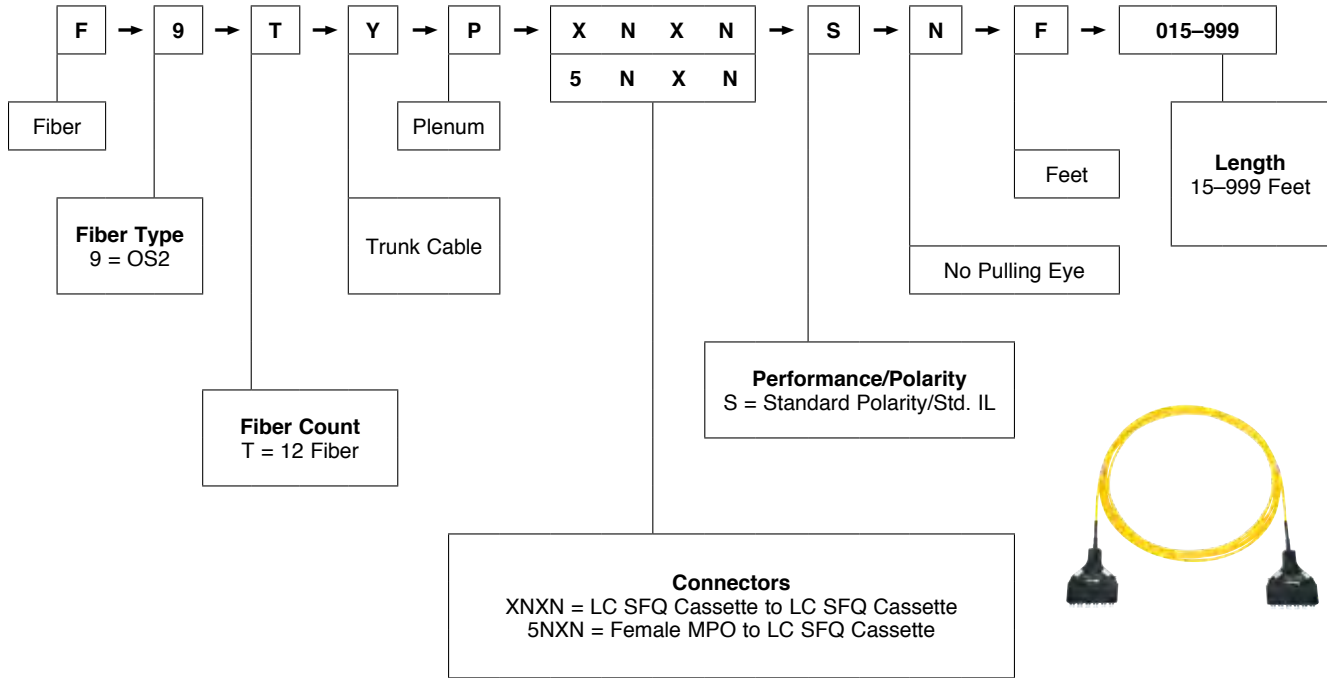 F → 9 → T → Y → P → X N X N → S → N → F → 015–999
5 N X N
Fiber
Plenum
Feet
Length
15–999 Feet
Fiber Type
9 = OS2
Trunk Cable
No Pulling Eye
Performance/Polarity
S = Standard Polarity/Std. IL
Fiber Count
T = 12 Fiber
Connectors
XNXN = LC SFQ Cassette to LC SFQ Cassette
5NXN = Female MPO to LC SFQ Cassette